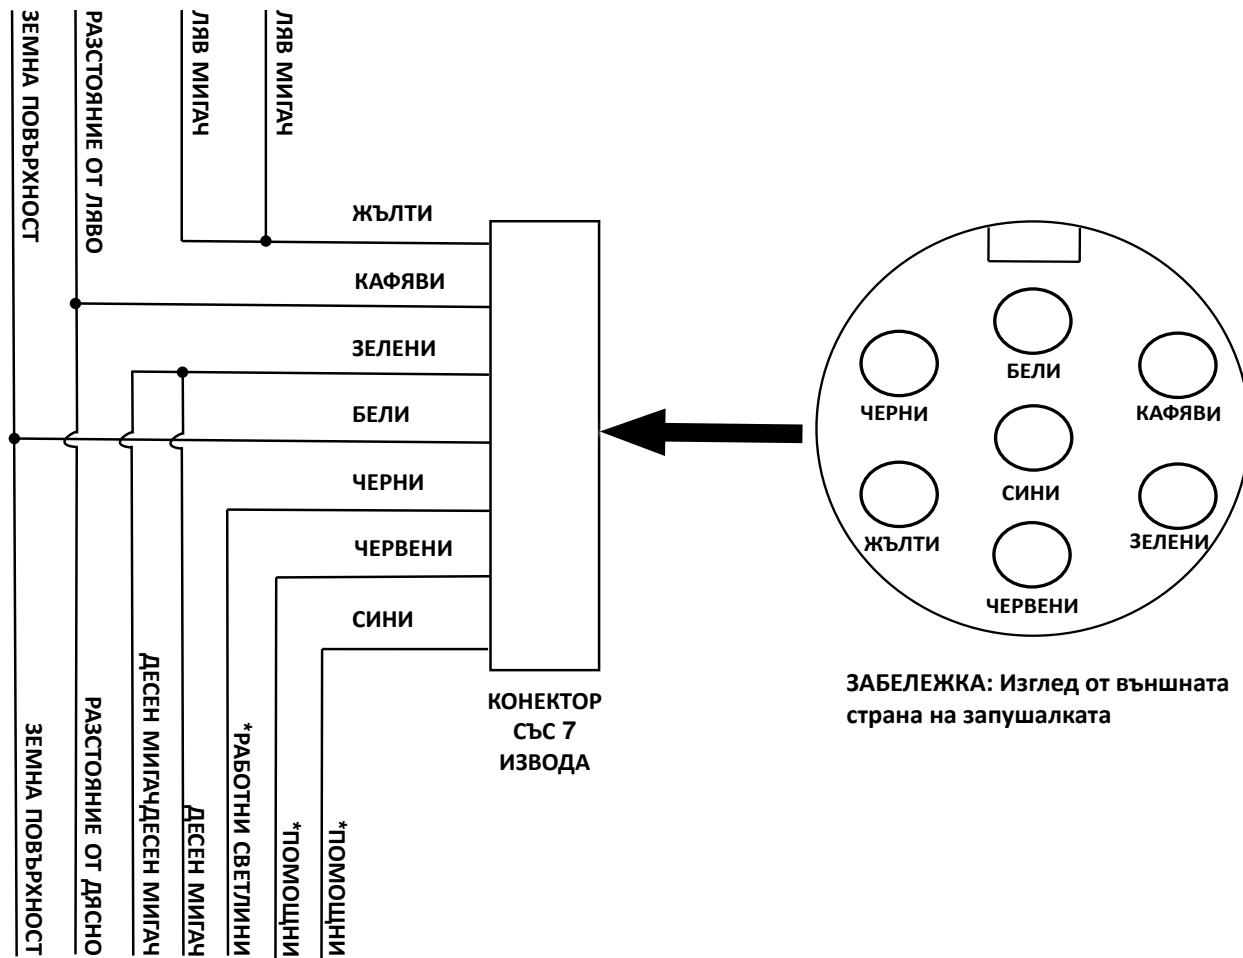 ЗЕМНА ПОВЪРХНОСТ
РАЗСТОЯНИЕ ОТ ЛЯВО
ЛЯВ МИГАЧ
ЛЯВ МИГАЧ
ЖЪЛТИ
КАФЯВИ
ЗЕЛЕНИ
БЕЛИ
ЧЕРНИ
ЧЕРВЕНИ
СИНИ
КОНЕКТОР
СЪС 7
ИЗВОДА
ЗЕМНА ПОВЪРХНОСТ
РАЗСТОЯНИЕ ОТ ДЯСНО
ДЕСЕН МИГАЧДЕСЕН МИГАЧ
ДЕСЕН МИГАЧ
*РАБОТНИ СВЕТЛИНИ
*ПОМОЩНИ
*ПОМОЩНИ
БЕЛИ
ЧЕРНИ
КАФЯВИ
СИНИ
ЖЪЛТИ
ЗЕЛЕНИ
ЧЕРВЕНИ
ЗАБЕЛЕЖКА: Изглед от външната
страна на запушалката